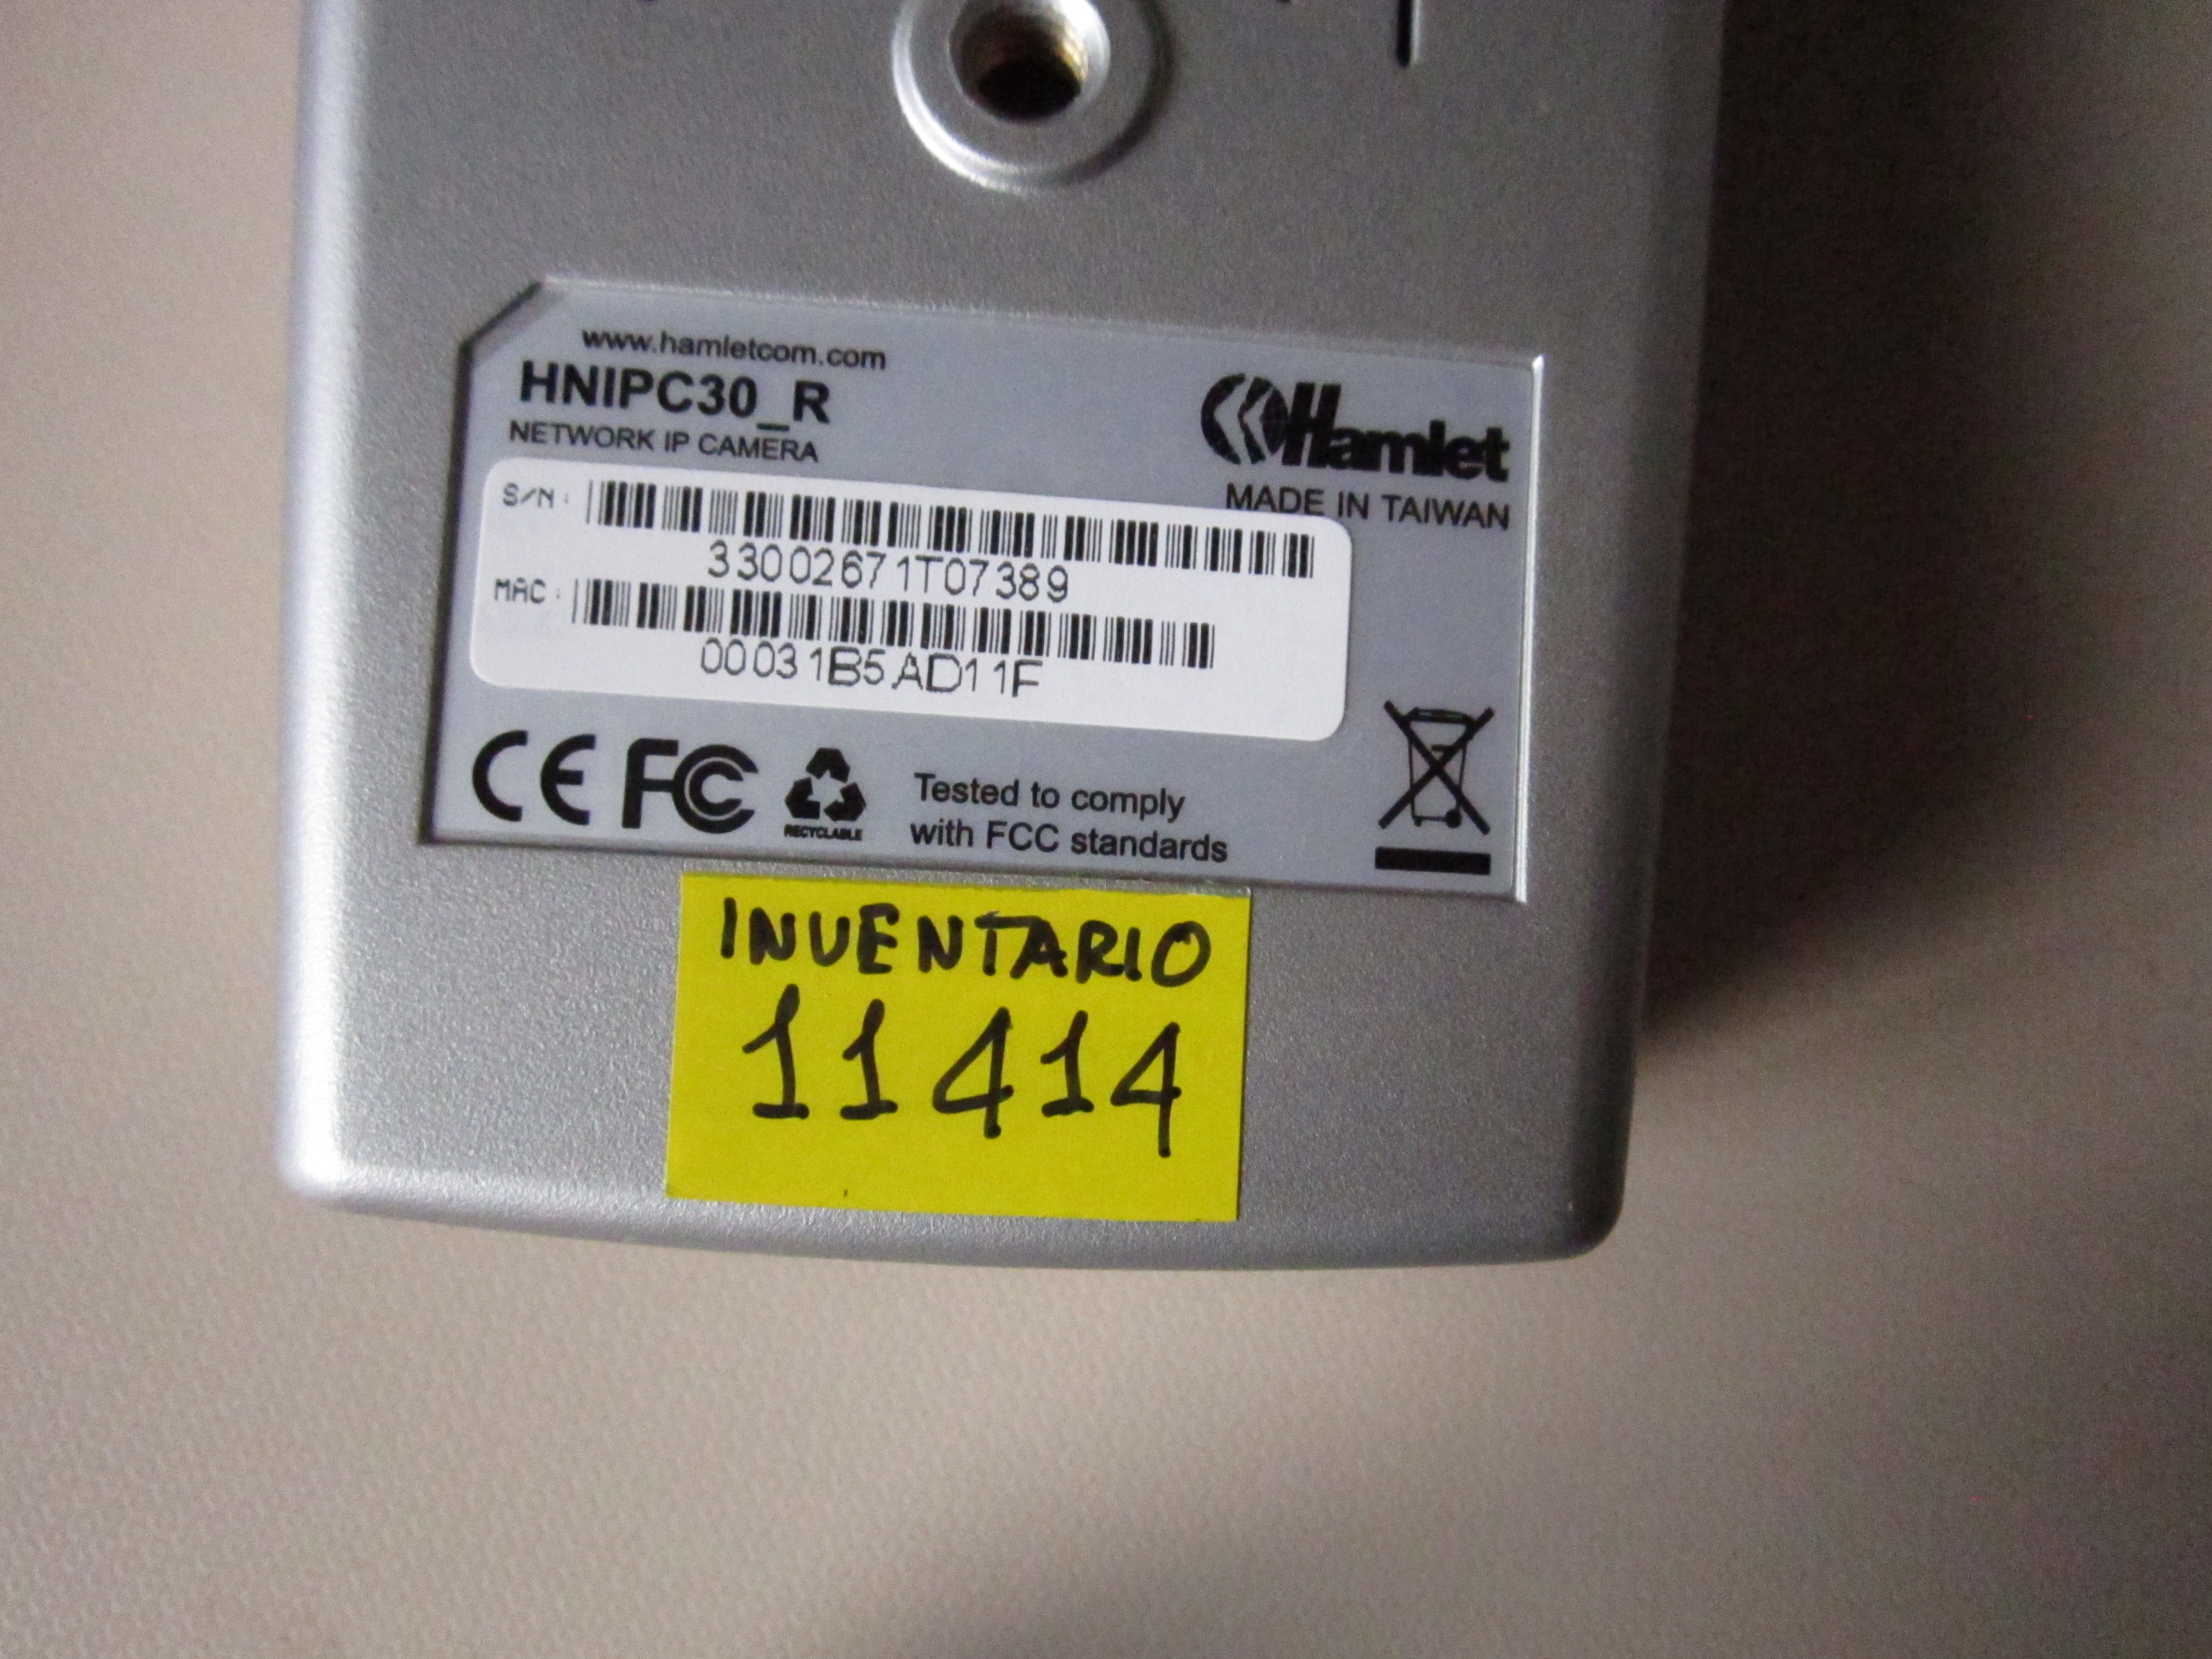 www.hamletcom.com
HNIPC30_R
NETWORK IP CAMERA
Hamlet
MADE IN TAIWAN
S/N:
33002671T07389
MAC:
00031B5AD11F
CE FC
RECYCLABLE
Tested to comply
with FCC standards
INVENTARIO
11414